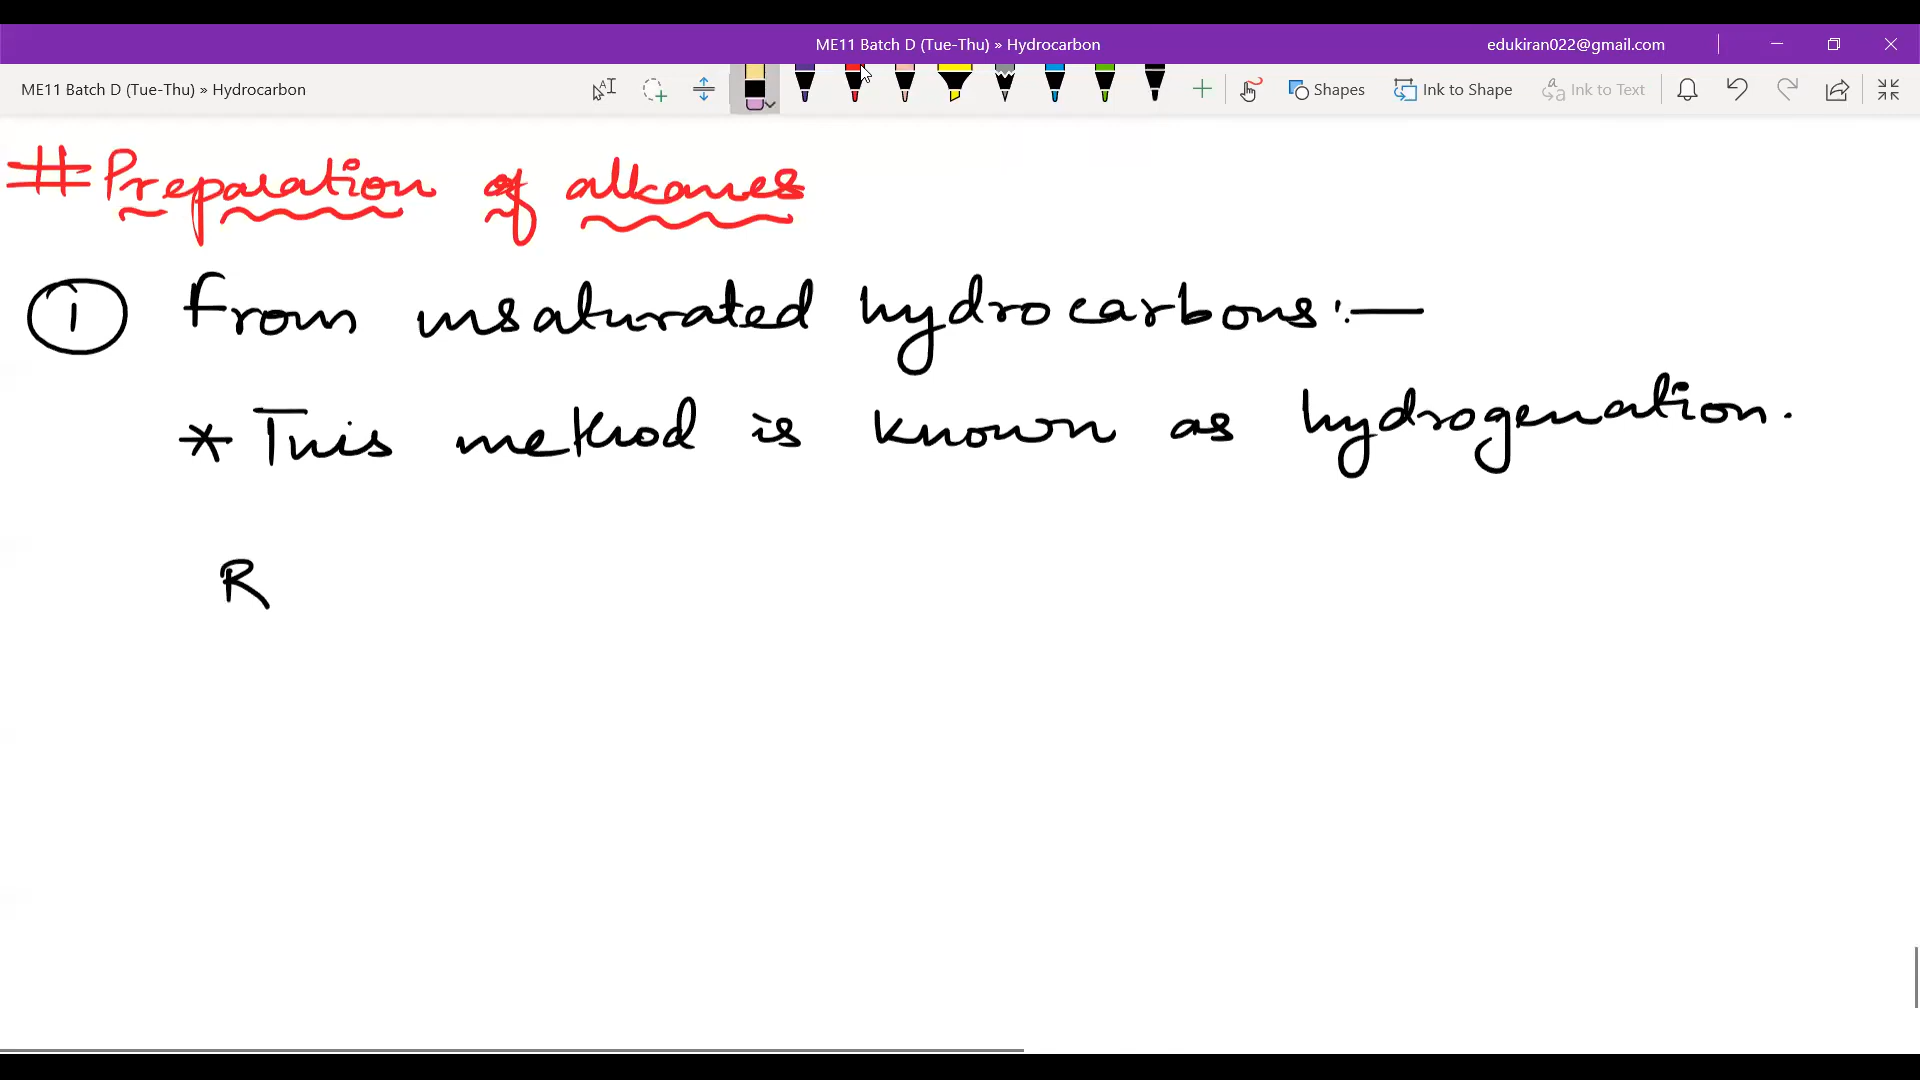 ME11 Batch D (Tue-Thu) » Hydrocarbon
edukiran022@gmail.com
ME11 Batch D (Tue-Thu) » Hydrocarbon
Shapes
Ink to Shape
Ink to Text
# Preparation of alkanes
1 from unsaturated hydrocarbons:—
* This method is known as hydrogenation.
R